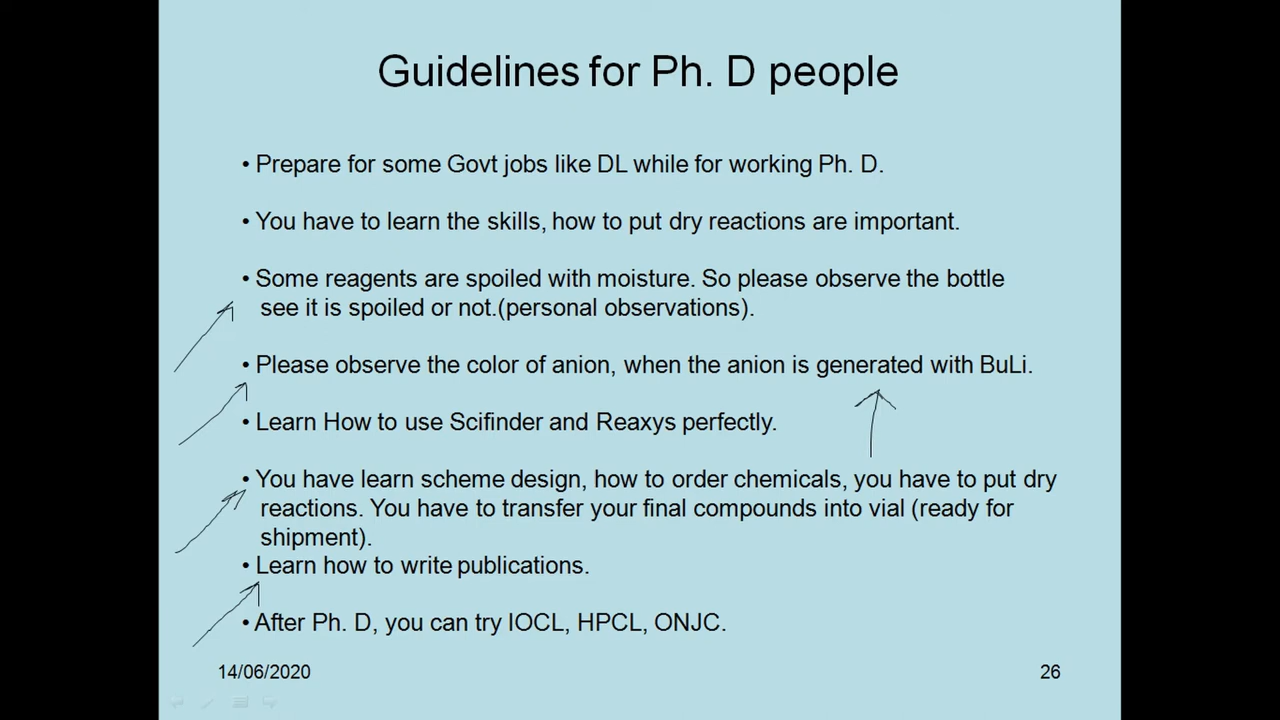 Guidelines for Ph. D people
• Prepare for some Govt jobs like DL while for working Ph. D.
• You have to learn the skills, how to put dry reactions are important.
• Some reagents are spoiled with moisture. So please observe the bottle
see it is spoiled or not.(personal observations).
• Please observe the color of anion, when the anion is generated with BuLi.
• Learn How to use Scifinder and Reaxys perfectly.
• You have learn scheme design, how to order chemicals, you have to put dry
reactions. You have to transfer your final compounds into vial (ready for
shipment).
• Learn how to write publications.
• After Ph. D, you can try IOCL, HPCL, ONJC.
14/06/2020
26